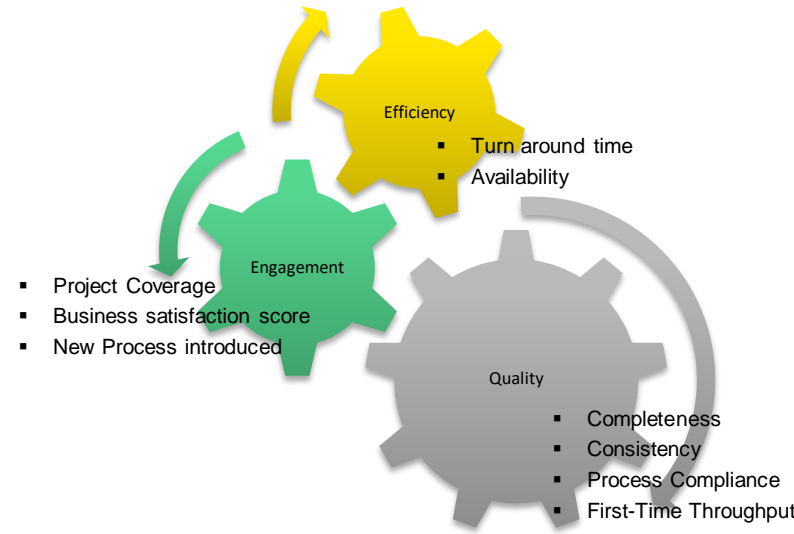 Efficiency
▪ Turn around time
▪ Availability
Engagement
▪ Project Coverage
▪ Business satisfaction score
▪ New Process introduced
Quality
▪ Completeness
▪ Consistency
▪ Process Compliance
▪ First-Time Throughput